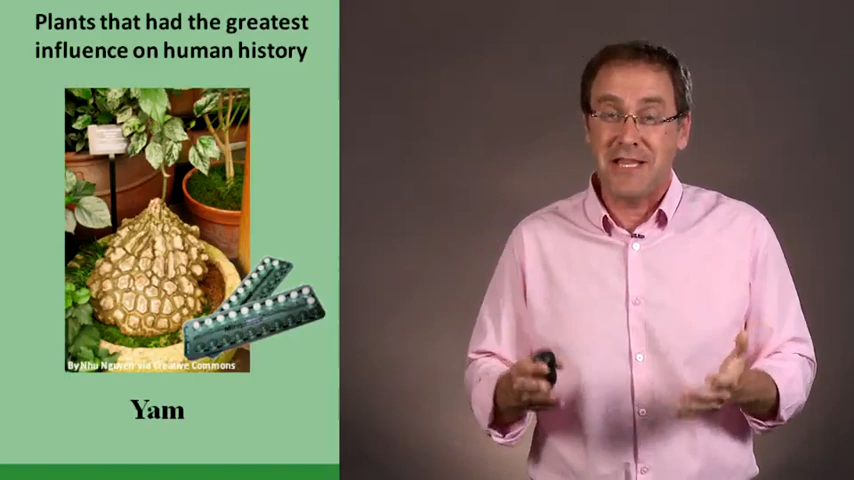 Plants that had the greatest
influence on human history
By Nhu Nguyen via Creative Commons
Yam